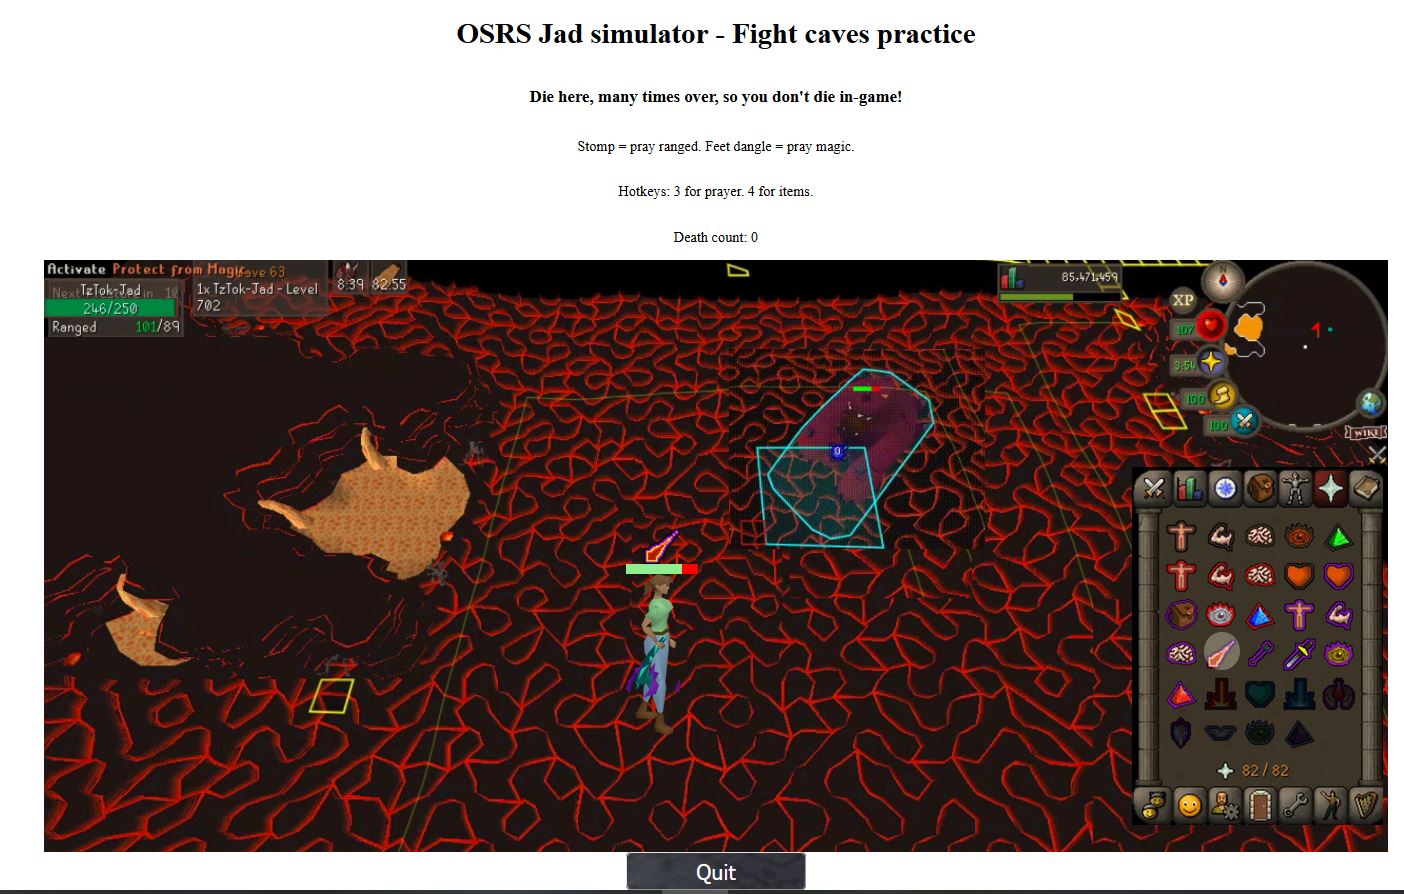 OSRS Jad simulator - Fight caves practice
Die here, many times over, so you don't die in-game!
Stomp = pray ranged. Feet dangle = pray magic.
Hotkeys: 3 for prayer. 4 for items.
Death count: 0
Activate Protect from Magic
Wave 63
TzTok-Jad
246/250
Ranged 101/89
1x TzTok-Jad - Level
702
8:39
82:55
85,471,459
N
XP
107
3:54
100
100
WIKI
0
82 / 82
Quit